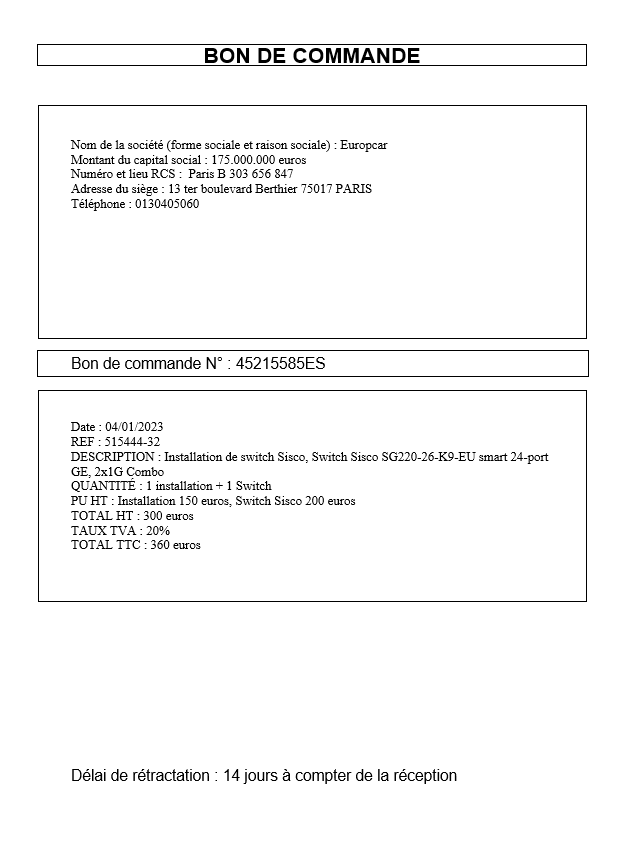 BON DE COMMANDE
Nom de la société (forme sociale et raison sociale) : Europcar
Montant du capital social : 175.000.000 euros
Numéro et lieu RCS :  Paris B 303 656 847
Adresse du siège : 13 ter boulevard Berthier 75017 PARIS
Téléphone : 0130405060
Bon de commande N° : 45215585ES
Date : 04/01/2023
REF : 515444-32
DESCRIPTION : Installation de switch Sisco, Switch Sisco SG220-26-K9-EU smart 24-port
GE, 2x1G Combo
QUANTITÉ : 1 installation + 1 Switch
PU HT : Installation 150 euros, Switch Sisco 200 euros
TOTAL HT : 300 euros
TAUX TVA : 20%
TOTAL TTC : 360 euros
Délai de rétractation : 14 jours à compter de la réception